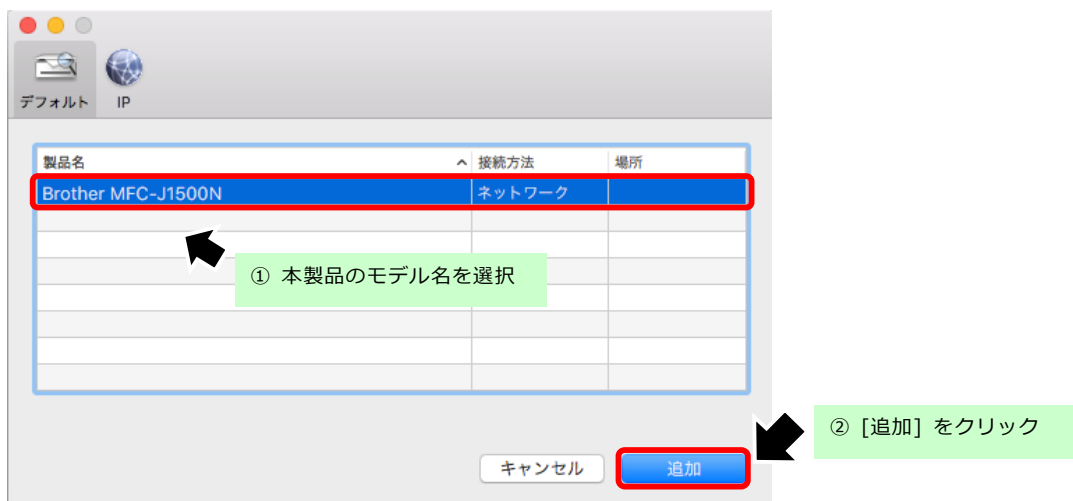 デフォルト IP
製品名 接続方法 場所
Brother MFC-J1500N ネットワーク
① 本製品のモデル名を選択
② [追加] をクリック
キャンセル 追加